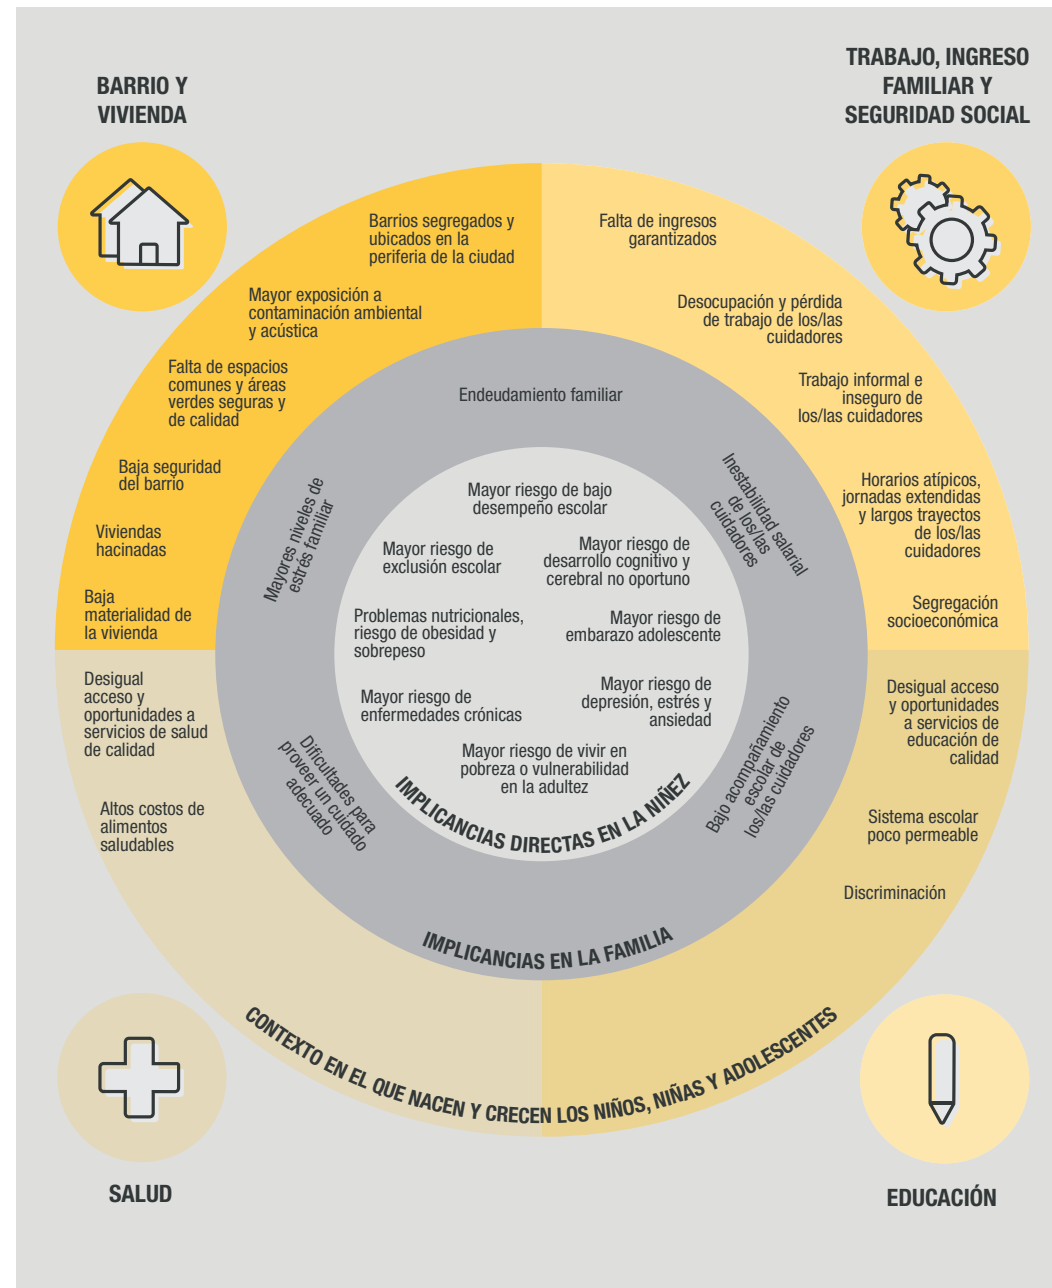 BARRIO Y
VIVIENDA
TRABAJO, INGRESO
FAMILIAR Y
SEGURIDAD SOCIAL
Barrios segregados y
ubicados en la
periferia de la ciudad
Mayor exposición a
contaminación ambiental
y acústica
Falta de espacios
comunes y áreas
verdes seguras y
de calidad
Baja seguridad
del barrio
Viviendas
hacinadas
Baja
materialidad de
la vivienda
Falta de ingresos
garantizados
Desocupación y pérdida
de trabajo de los/las
cuidadores
Trabajo informal e
inseguro de
los/las cuidadores
Horarios atípicos,
jornadas extendidas
y largos trayectos
de los/las
cuidadores
Segregación
socioeconómica
Endeudamiento familiar
Mayores niveles de
estrés familiar
Inestabilidad salarial
de los/las
cuidadores
Mayor riesgo de bajo
desempeño escolar
Mayor riesgo de
exclusión escolar
Mayor riesgo de
desarrollo cognitivo y
cerebral no oportuno
Problemas nutricionales,
riesgo de obesidad y
sobrepeso
Mayor riesgo de
embarazo adolescente
Mayor riesgo de
enfermedades crónicas
Mayor riesgo de
depresión, estrés y
ansiedad
Mayor riesgo de vivir en
pobreza o vulnerabilidad
en la adultez
IMPLICANCIAS DIRECTAS EN LA NIÑEZ
Dificultades para
proveer un cuidado
adecuado
Bajo acompañamiento
escolar de
los/las cuidadores
IMPLICANCIAS EN LA FAMILIA
Desigual
acceso y
oportunidades a
servicios de salud
de calidad
Altos costos de
alimentos
saludables
Desigual acceso
y oportunidades
a servicios de
educación de
calidad
Sistema escolar
poco permeable
Discriminación
CONTEXTO EN EL QUE NACEN Y CRECEN LOS NIÑOS, NIÑAS Y ADOLESCENTES
SALUD
EDUCACIÓN